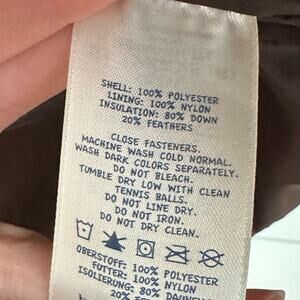 SHELL: 100% POLYESTER
LINING: 100% NYLON
INSULATION: 80% DOWN
20% FEATHERS
CLOSE FASTENERS.
MACHINE WASH COLD NORMAL.
WASH DARK COLORS SEPARATELY.
DO NOT BLEACH.
TUMBLE DRY LOW WITH CLEAN
TENNIS BALLS.
DO NOT LINE DRY.
DO NOT IRON.
DO NOT DRY CLEAN.
OBERSTOFF: 100% POLYESTER
FUTTER: 100% NYLON
ISOLIERUNG: 80% DAUNEN
20%